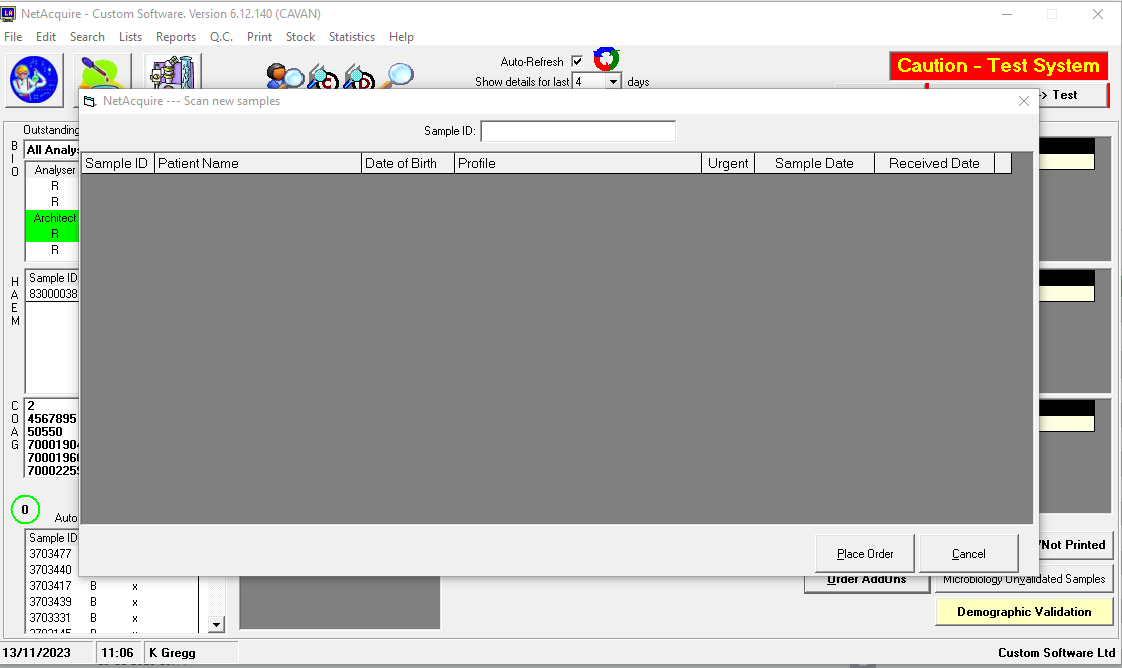 NetAcquire - Custom Software. Version 6.12.140 (CAVAN)
File Edit Search Lists Reports Q.C. Print Stock Statistics Help
Auto-Refresh
Show details for last 4 days
Caution - Test System
-> Test
NetAcquire --- Scan new samples
Sample ID:
Sample ID Patient Name Date of Birth Profile Urgent Sample Date Received Date
Outstanding
BIO
All Analys
Analyser
R
R
Architect
R
R
HAEM
Sample ID
83000038
COAG
2
4567895
50550
7000190
7000196
7000225
0
Auto
Sample ID
3703477
3703440
3703417 B x
3703439 B x
3703331 B x
3703145 B x
Place Order Cancel
/Not Printed
Order AddOns
Microbiology Unvalidated Samples
Demographic Validation
13/11/2023 11:06 K Gregg Custom Software Ltd